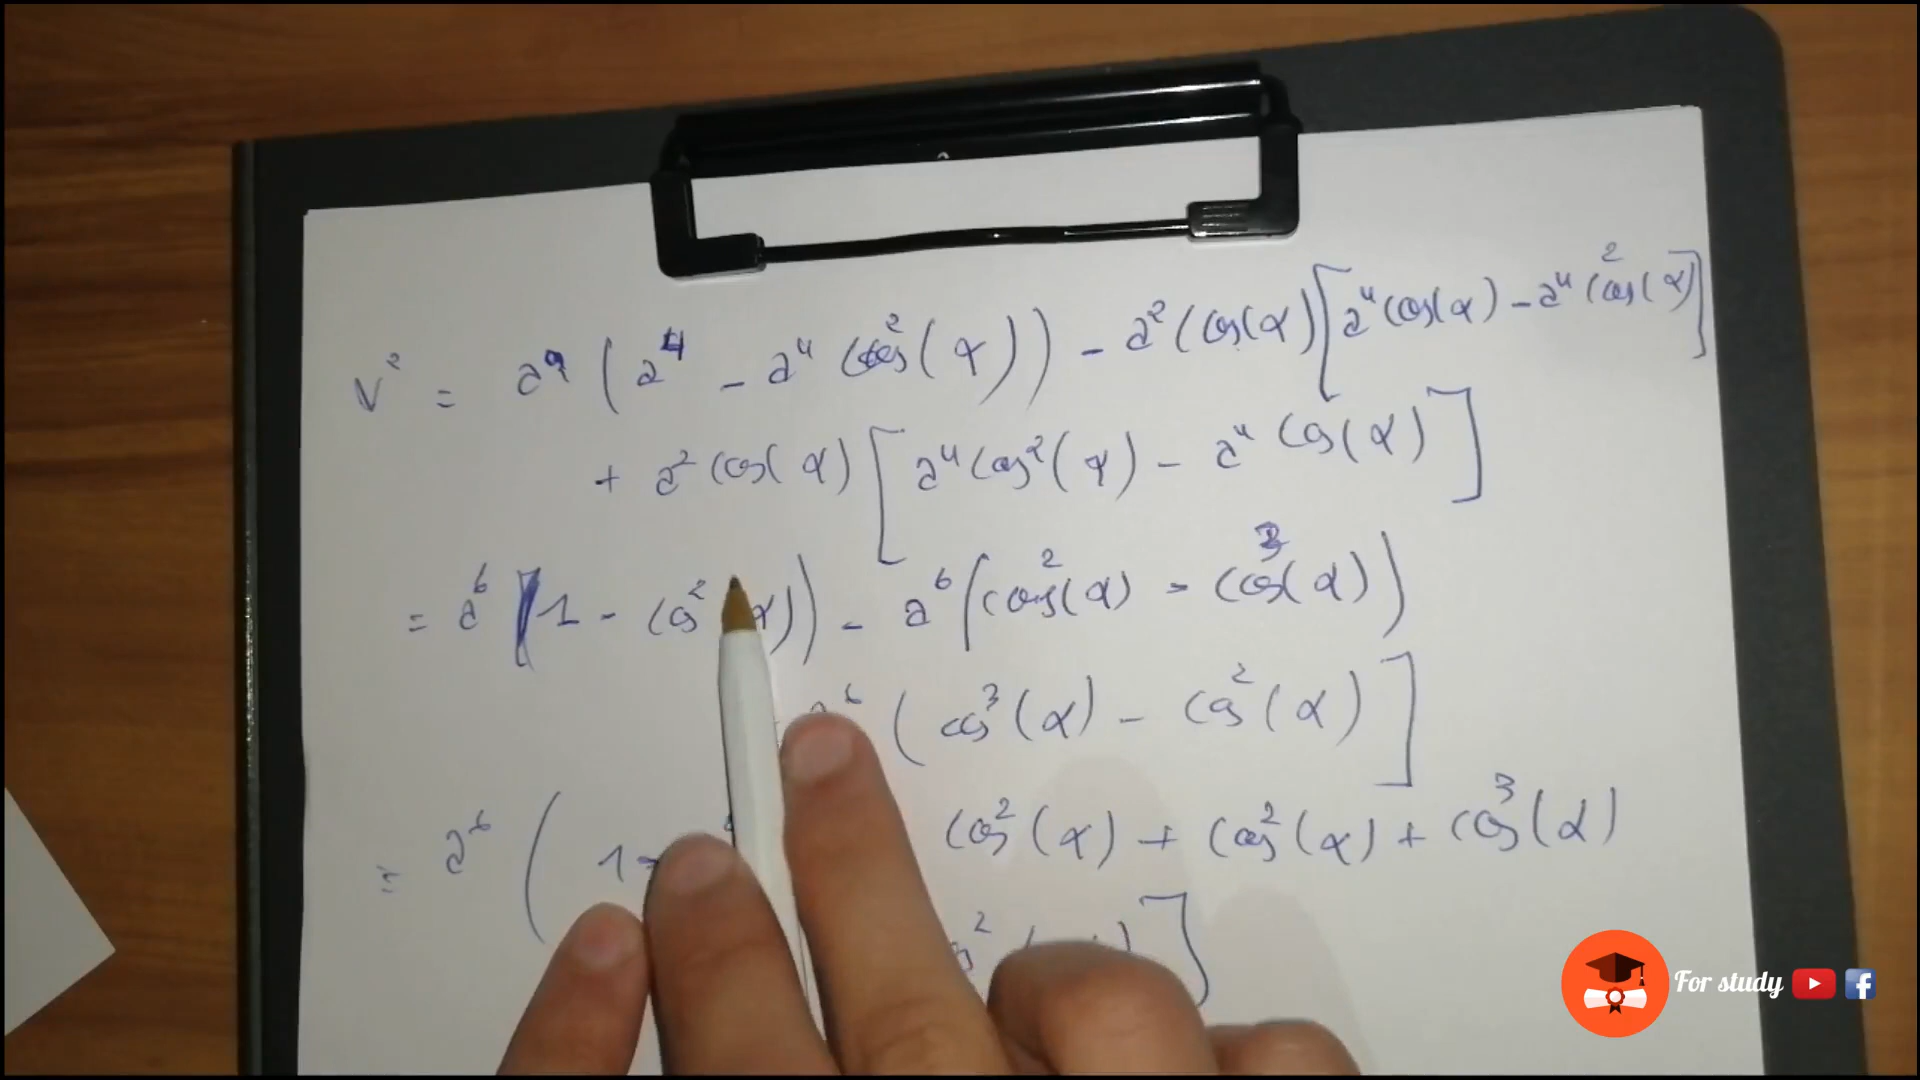 V² = a² (a⁴ - a⁴ cos²(α)) - a² cos(α) [a⁴ cos(α) - a⁴ cos²(α)]
+ a² cos(α) [a⁴ cos²(α) - a⁴ cos(α)]
= a⁶ [1 - cos²(α)) - a⁶ (cos²(α) - cos³(α))
(cos³(α) - cos²(α)]
= a⁶ ( 1 - cos²(α) + cos²(α) + cos³(α)
For study